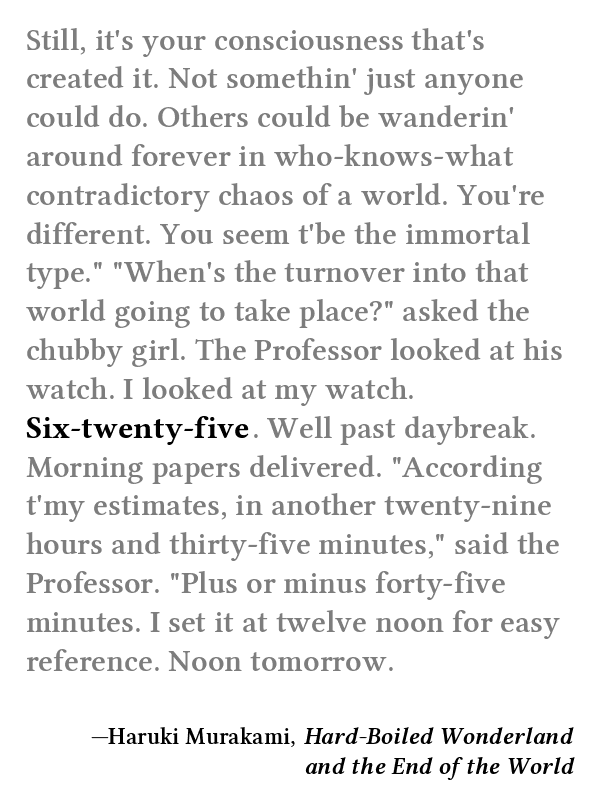 Still, it's your consciousness that's
created it. Not somethin' just anyone
could do. Others could be wanderin'
around forever in who-knows-what
contradictory chaos of a world. You're
different. You seem t'be the immortal
type." "When's the turnover into that
world going to take place?" asked the
chubby girl. The Professor looked at his
watch. I looked at my watch.
Six-twenty-five. Well past daybreak.
Morning papers delivered. "According
t'my estimates, in another twenty-nine
hours and thirty-five minutes," said the
Professor. "Plus or minus forty-five
minutes. I set it at twelve noon for easy
reference. Noon tomorrow.
—Haruki Murakami, Hard-Boiled Wonderland
and the End of the World